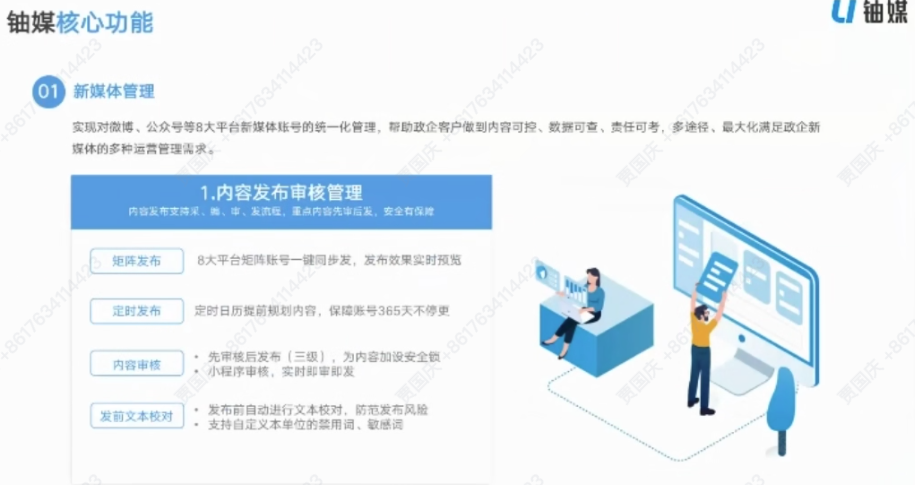 铀媒核心功能
铀媒
01 新媒体管理
实现对微博、公众号等8大平台新媒体账号的统一化管理,帮助政企客户做到内容可控、数据可查、责任可考,多途径、最大化满足政企新
媒体的多种运营管理需求。
1.内容发布审核管理
内容发布支持采、编、审、发流程,重点内容先审后发,安全有保障
矩阵发布 8大平台矩阵账号一键同步发,发布效果实时预览
定时发布 定时日历提前规划内容,保障账号365天不停更
内容审核
• 先审核后发布(三级),为内容加设安全锁
• 小程序审核,实时即审即发
发前文本校对
• 发布前自动进行文本校对,防范发布风险
• 支持自定义本单位的禁用词、敏感词
贾国庆 +8617634114423